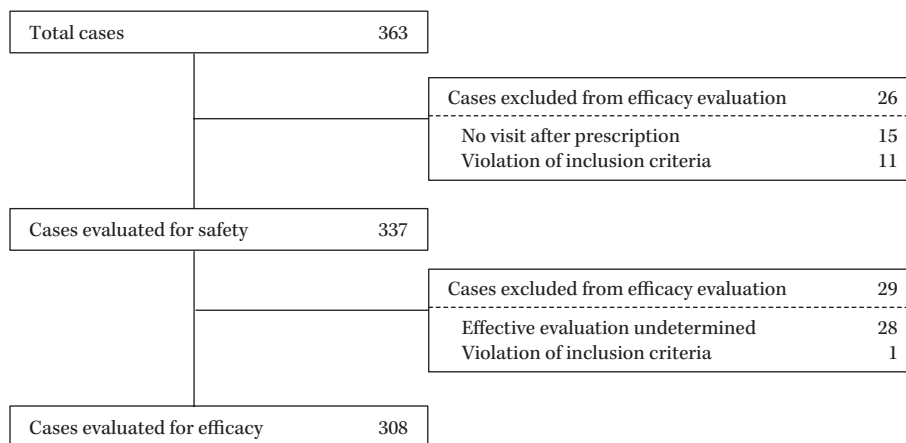 Total cases 363
Cases excluded from efficacy evaluation 26
No visit after prescription 15
Violation of inclusion criteria 11
Cases evaluated for safety 337
Cases excluded from efficacy evaluation 29
Effective evaluation undetermined 28
Violation of inclusion criteria 1
Cases evaluated for efficacy 308